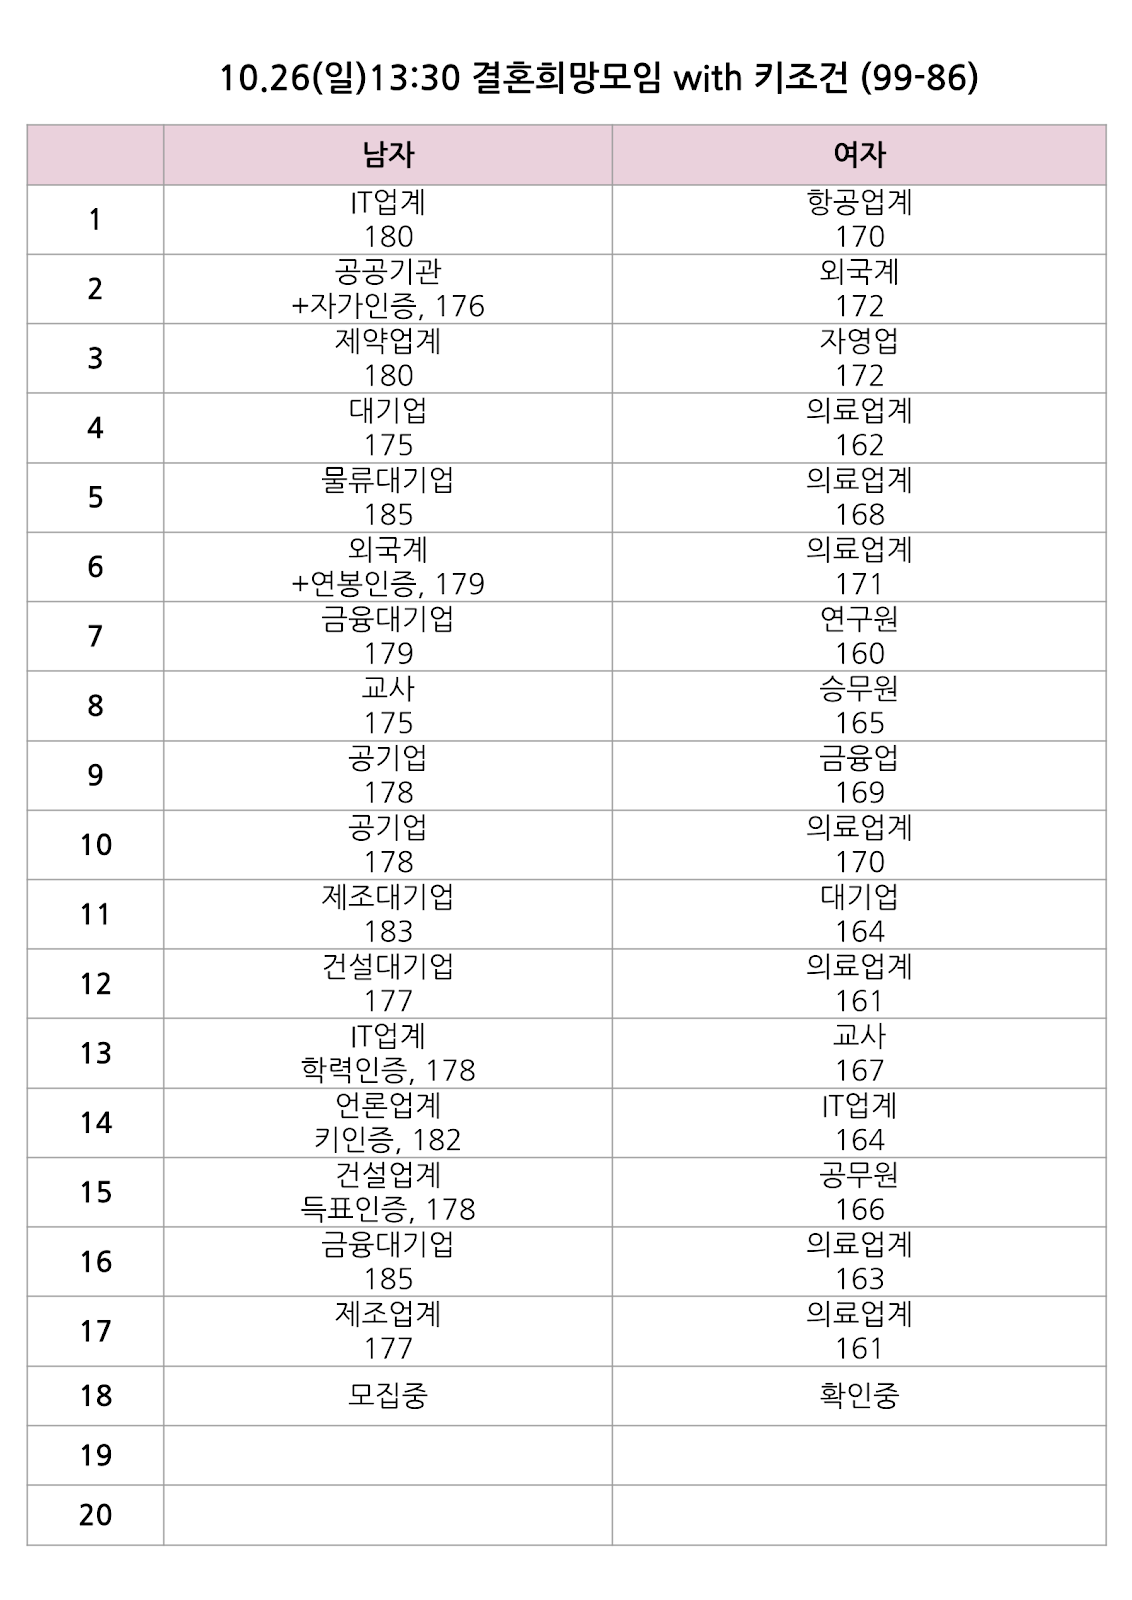 10.26(일)13:30 결혼희망모임 with 키조건 (99-86)
남자 여자
1 IT업계 항공업계
180 170
2 공공기관 외국계
+자가인증, 176 172
3 제약업계 자영업
180 172
4 대기업 의료업계
175 162
5 물류대기업 의료업계
185 168
6 외국계 의료업계
+연봉인증, 179 171
7 금융대기업 연구원
179 160
8 교사 승무원
175 165
9 공기업 금융업
178 169
10 공기업 의료업계
178 170
11 제조대기업 대기업
183 164
12 건설대기업 의료업계
177 161
13 IT업계 교사
학력인증, 178 167
14 언론업계 IT업계
키인증, 182 164
15 건설업계 공무원
득표인증, 178 166
16 금융대기업 의료업계
185 163
17 제조업계 의료업계
177 161
18 모집중 확인중
19
20